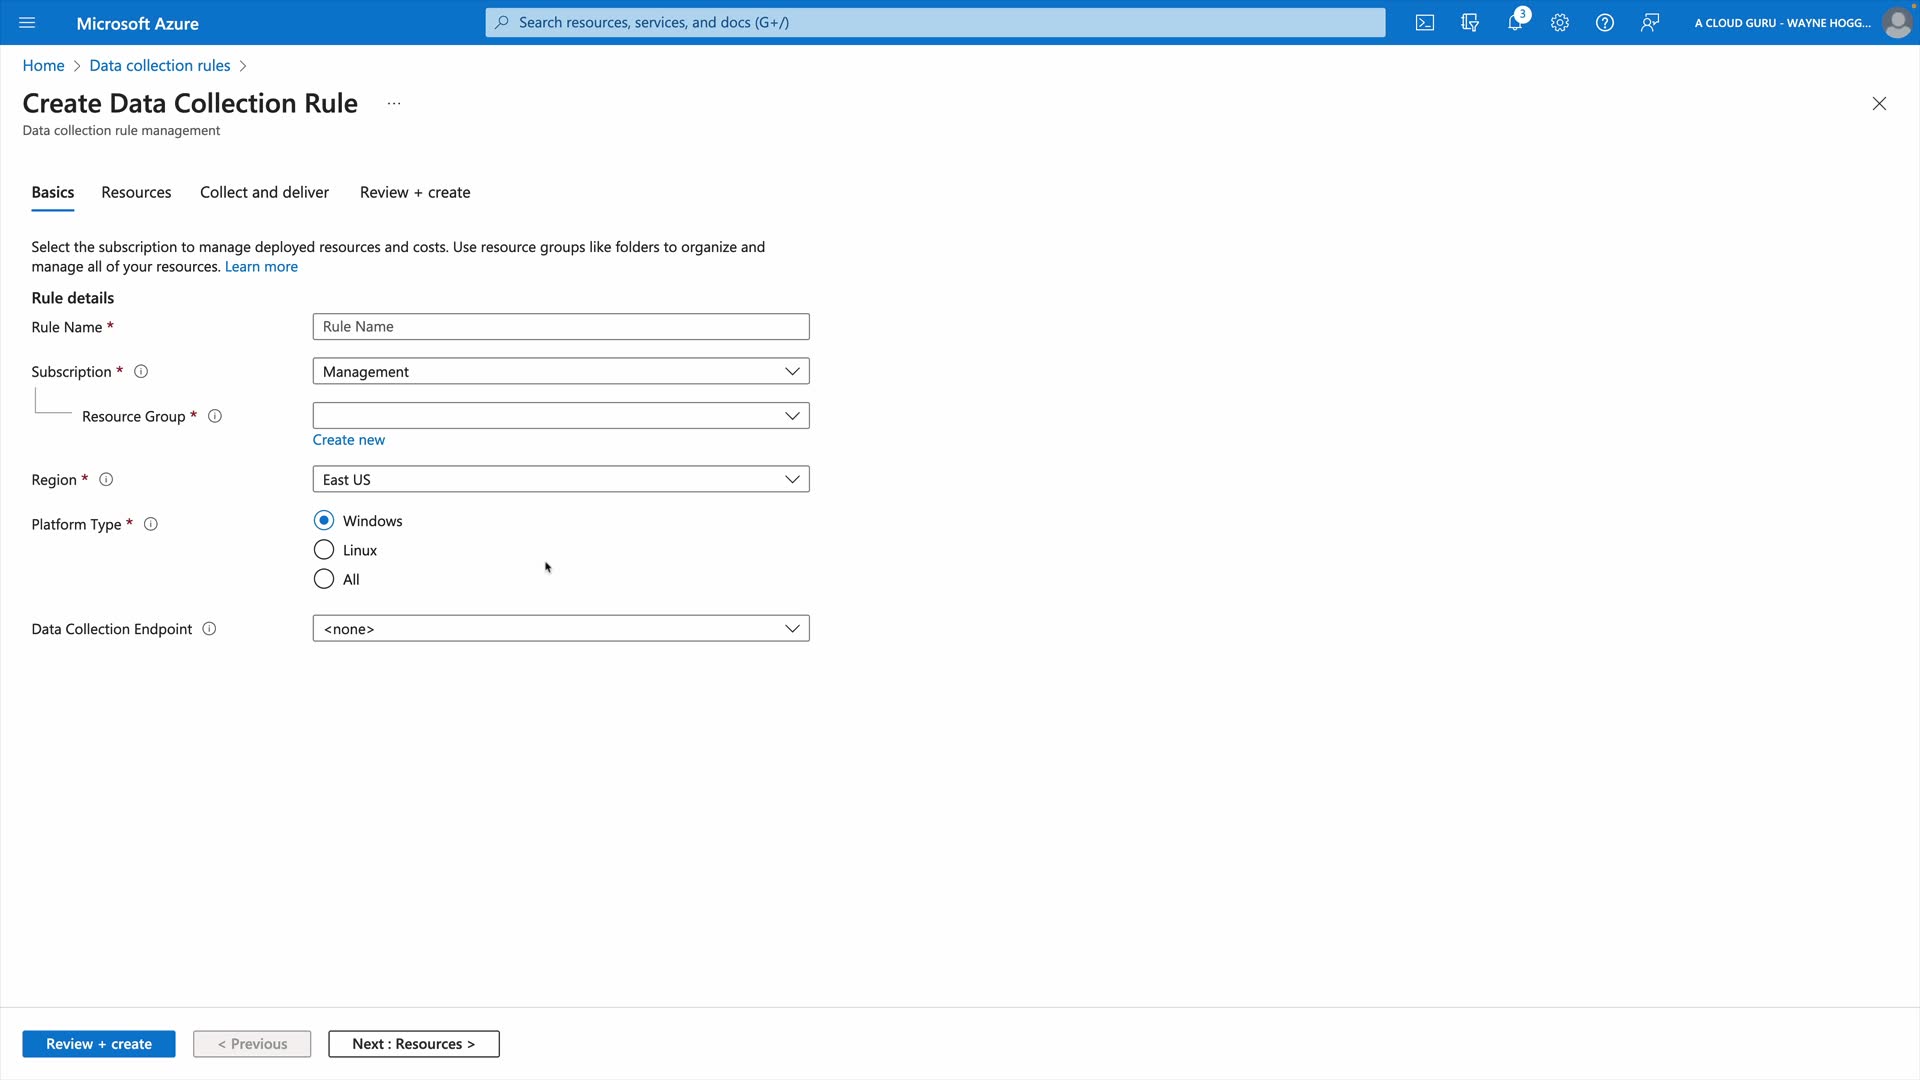 Microsoft Azure
Search resources, services, and docs (G+/)
3
A CLOUD GURU - WAYNE HOGG...
Home > Data collection rules >
Create Data Collection Rule ...
Data collection rule management
Basics Resources Collect and deliver Review + create
Select the subscription to manage deployed resources and costs. Use resource groups like folders to organize and
manage all of your resources. Learn more
Rule details
Rule Name * Rule Name
Subscription * Management
Resource Group *
Create new
Region * East US
Platform Type * Windows
Linux
All
Data Collection Endpoint <none>
Review + create < Previous Next : Resources >